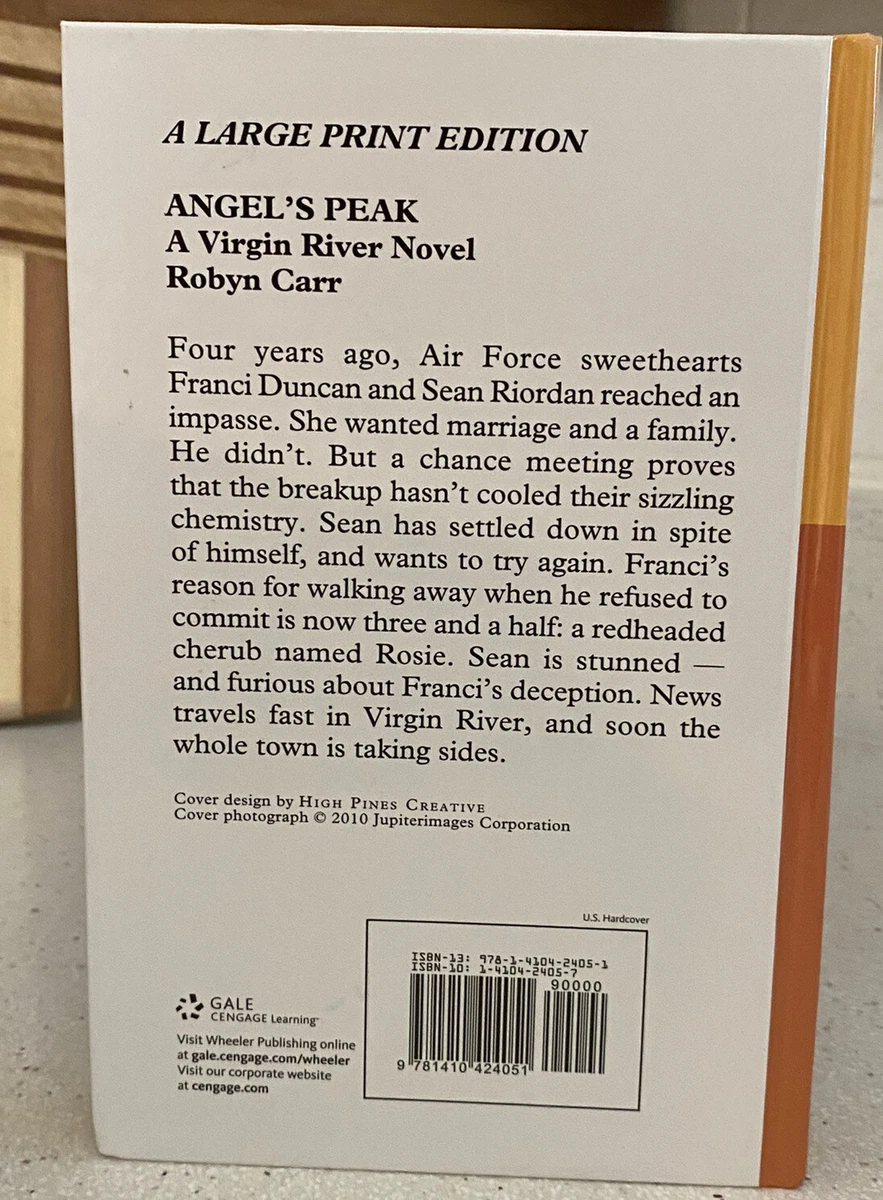 A LARGE PRINT EDITION
ANGEL'S PEAK
A Virgin River Novel
Robyn Carr
Four years ago, Air Force sweethearts
Franci Duncan and Sean Riordan reached an
impasse. She wanted marriage and a family.
He didn't. But a chance meeting proves
that the breakup hasn't cooled their sizzling
chemistry. Sean has settled down in spite
of himself, and wants to try again. Franci's
reason for walking away when he refused to
commit is now three and a half: a redheaded
cherub named Rosie. Sean is stunned —
and furious about Franci's deception. News
travels fast in Virgin River, and soon the
whole town is taking sides.
Cover design by HIGH PINES CREATIVE
Cover photograph © 2010 Jupiterimages Corporation
U.S. Hardcover
ISBN-13: 978-1-4104-2405-1
ISBN-10: 1-4104-2405-7
90000
9 781410 424051
GALE
CENGAGE Learning™
Visit Wheeler Publishing online
at gale.cengage.com/wheeler
Visit our corporate website
at cengage.com